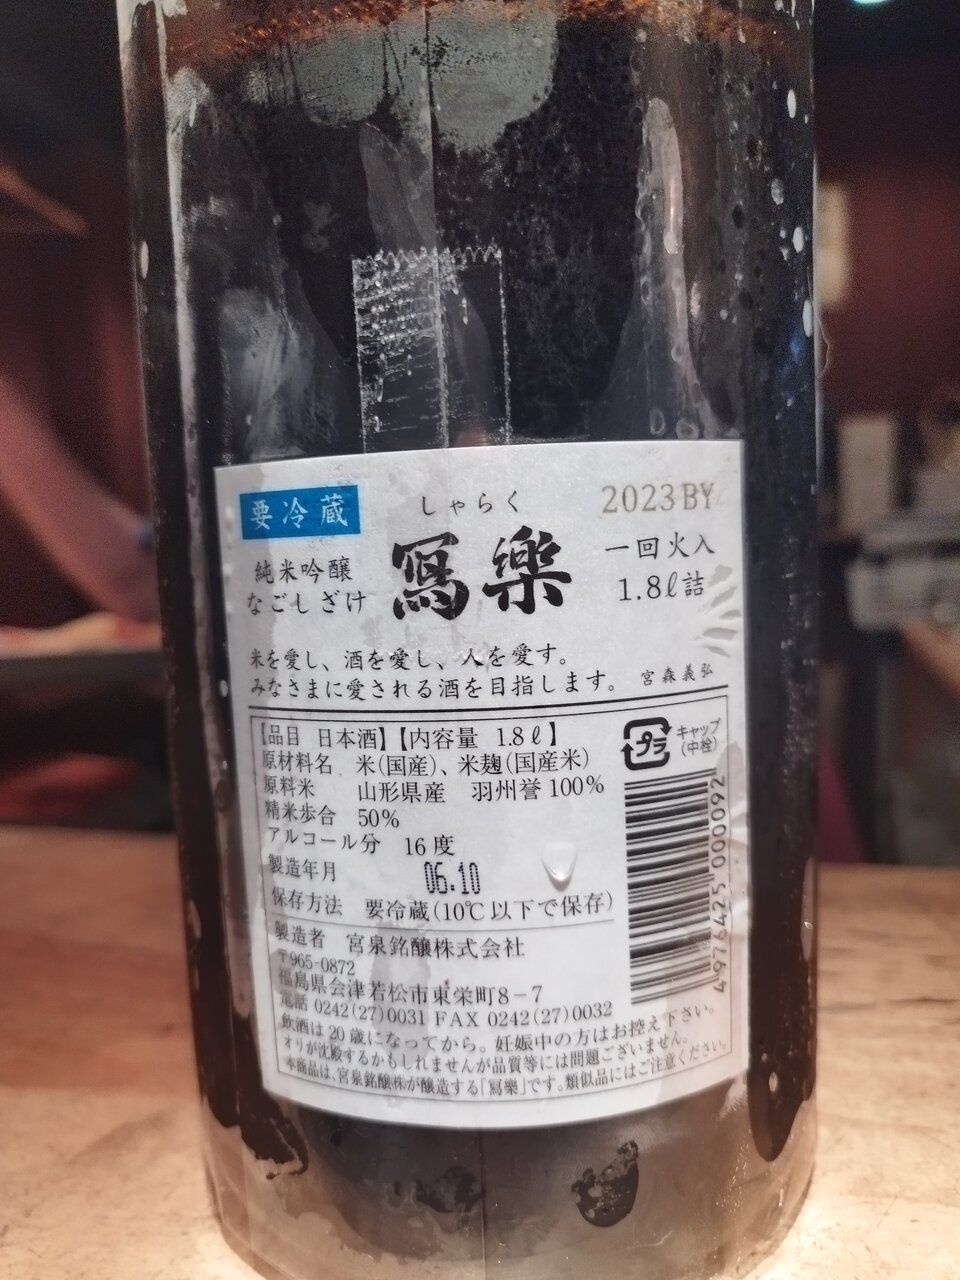 要冷蔵
しゃらく
2023BY
純米吟醸
なごしざけ
寫樂
一回火入
1.8ℓ詰
米を愛し、酒を愛し、人を愛す。
みなさまに愛される酒を目指します。 宮森義弘
【品目 日本酒】【内容量 1.8ℓ】
原材料名 米(国産)、米麹(国産米)
原料米 山形県産 羽州誉100%
精米歩合 50%
アルコール分 16度
製造年月 06.10
保存方法 要冷蔵(10℃以下で保存)
プラ
キャップ
(中栓)
4976425000092
製造者 宮泉銘醸株式会社
〒965-0872
福島県会津若松市東栄町8-7
電話 0242(27)0031 FAX 0242(27)0032
飲酒は20歳になってから。妊娠中の方はお控え下さい。
オリが沈殿するかもしれませんが品質等には問題ございません。
本商品は、宮泉銘醸㈱が醸造する「寫樂」です。類似品にはご注意ください。